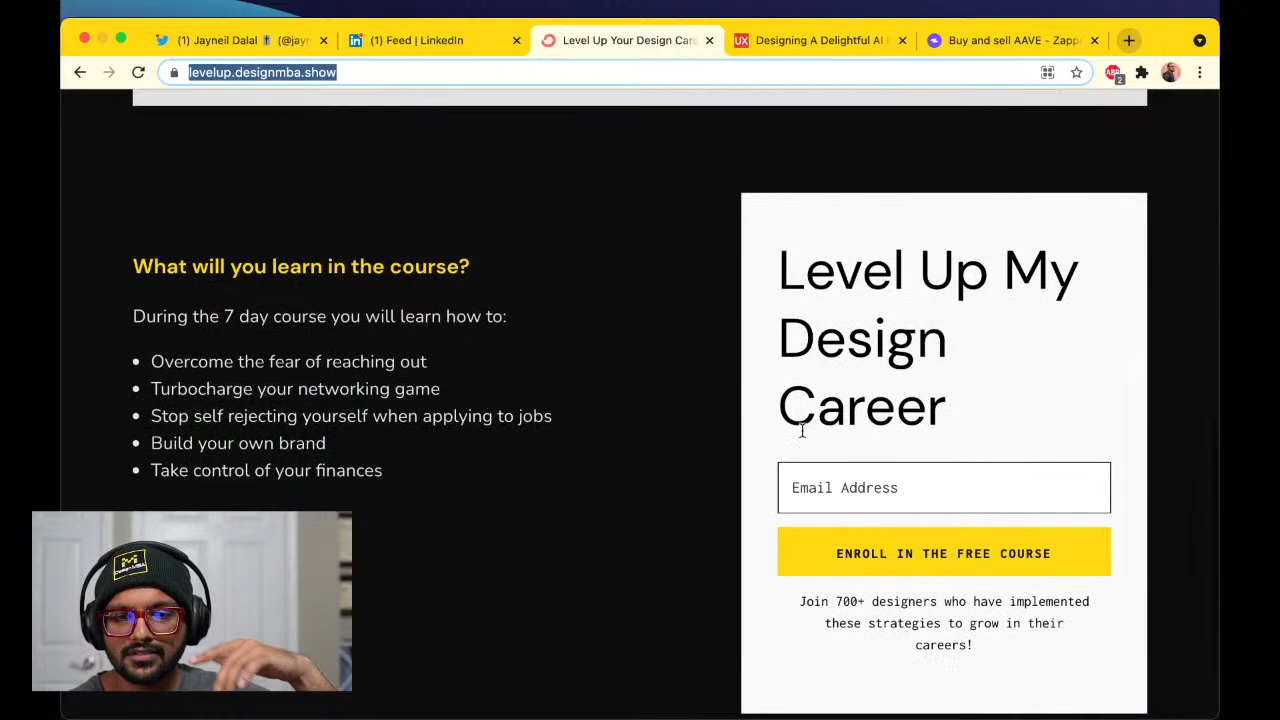 (1) Jayneil Dalal
(1) Feed | LinkedIn
Level Up Your Design Care
UX
Designing A Delightful AI
Buy and sell AAVE - Zapp
levelup.designmba.show
2
What will you learn in the course?
During the 7 day course you will learn how to:
• Overcome the fear of reaching out
• Turbocharge your networking game
• Stop self rejecting yourself when applying to jobs
• Build your own brand
• Take control of your finances
Level Up My
Design
Career
Email Address
ENROLL IN THE FREE COURSE
Join 700+ designers who have implemented
these strategies to grow in their
careers!